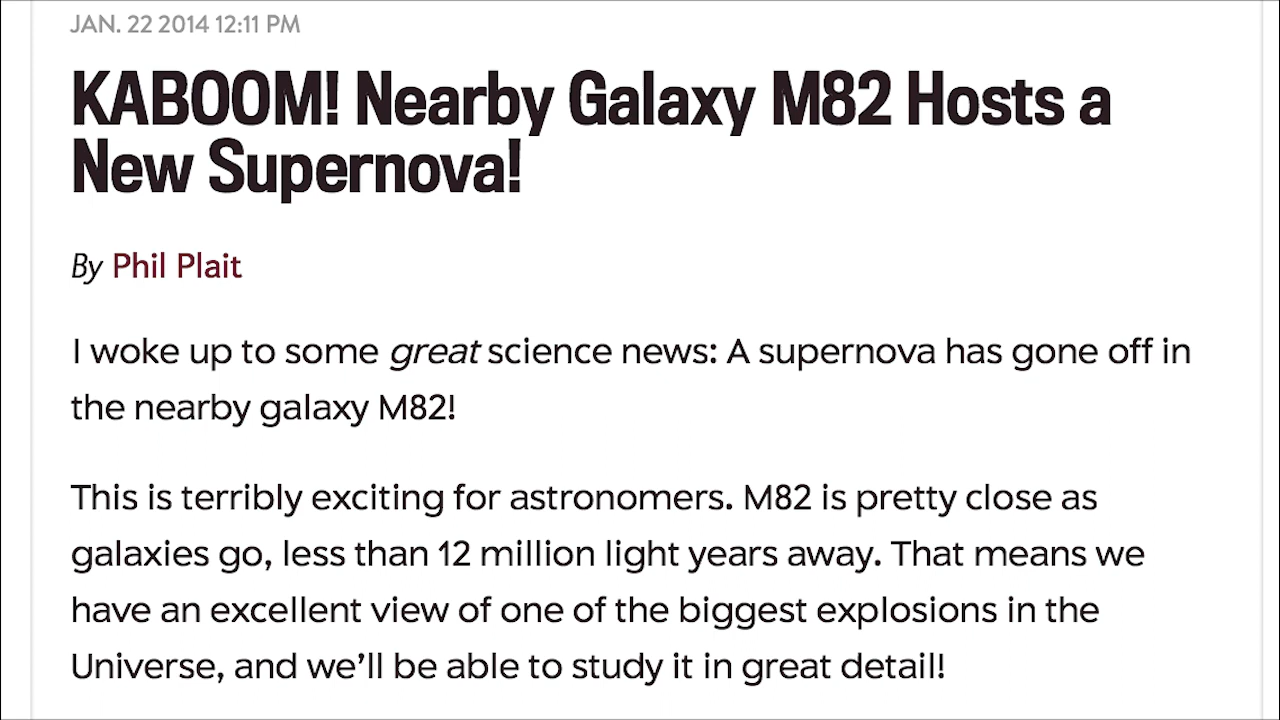 JAN. 22 2014 12:11 PM
KABOOM! Nearby Galaxy M82 Hosts a
New Supernova!
By Phil Plait
I woke up to some great science news: A supernova has gone off in
the nearby galaxy M82!
This is terribly exciting for astronomers. M82 is pretty close as
galaxies go, less than 12 million light years away. That means we
have an excellent view of one of the biggest explosions in the
Universe, and we’ll be able to study it in great detail!